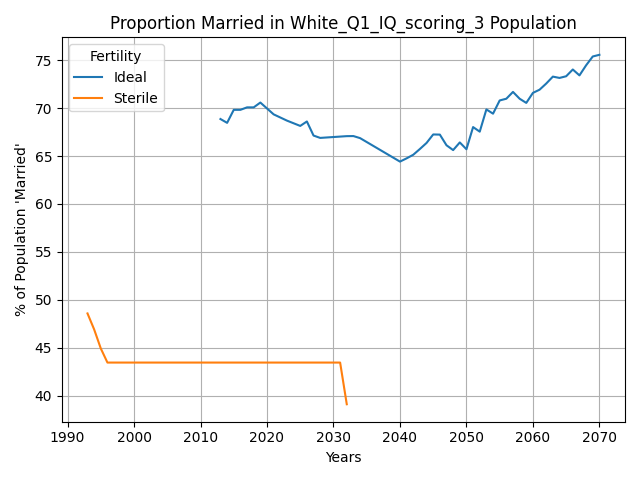 Proportion Married in White_Q1_IQ_scoring_3 Population
Fertility
Ideal
Sterile
% of Population 'Married'
75
70
65
60
55
50
45
40
1990
2000
2010
2020
2030
2040
2050
2060
2070
Years